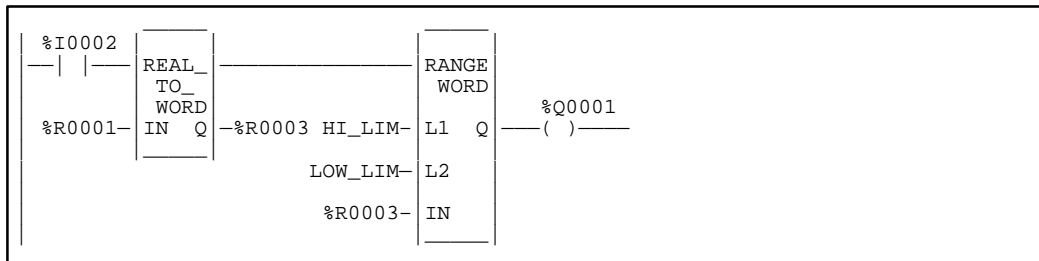 %I0002
REAL_ RANGE
TO_ WORD
WORD %Q0001
%R0001 IN Q %R0003 HI_LIM L1 Q ( )
LOW_LIM L2
%R0003 IN